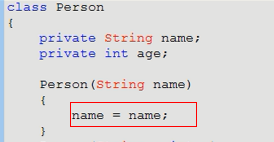 class Person
{
    private String name;
    private int age;
    Person(String name)
    {
        name = name;
    }